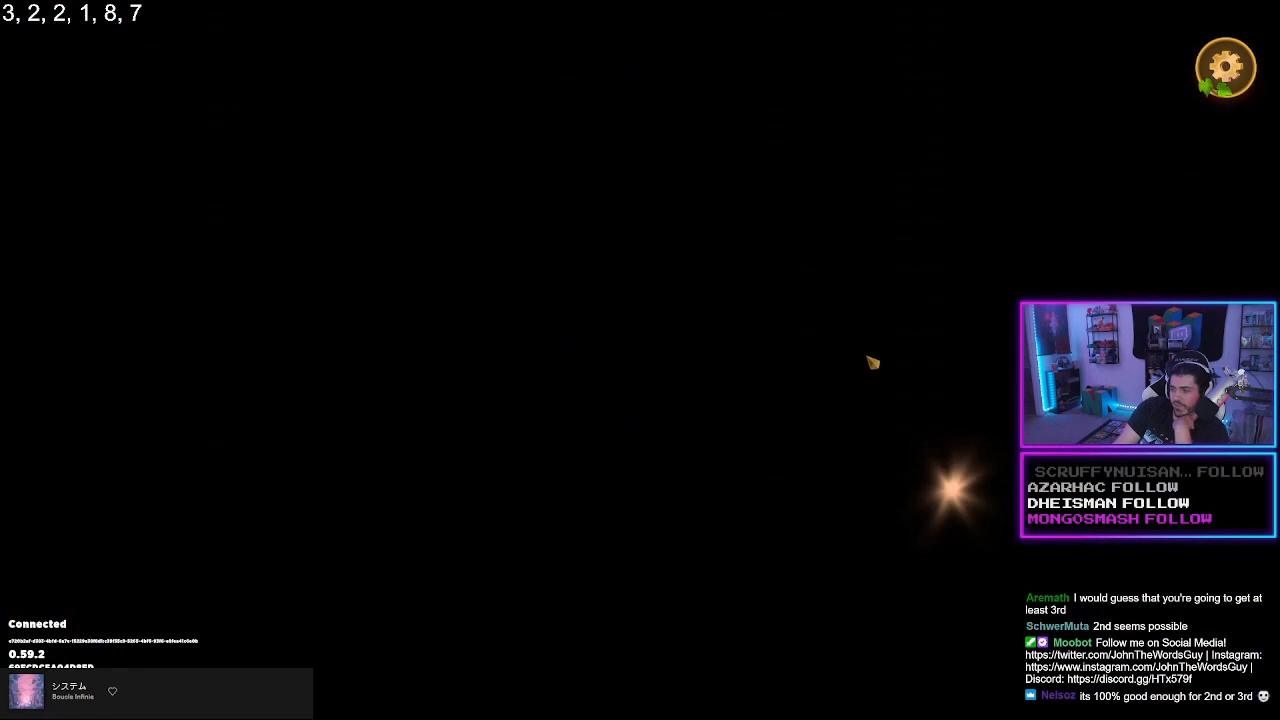 3, 2, 2, 1, 8, 7
SCRUFFYNUISAN... FOLLOW
AZARHAC FOLLOW
DHEISMAN FOLLOW
MONGOSMASH FOLLOW
Aremath I would guess that you're going to get at
least 3rd
SchwerMuta 2nd seems possible
Moobot Follow me on Social Media!
https://twitter.com/JohnTheWordsGuy | Instagram:
https://www.instagram.com/JohnTheWordsGuy |
Discord: https://discord.gg/HTx579f
Nelsoz its 100% good enough for 2nd or 3rd
Connected
0.59.2
システム
Boucle Infinie